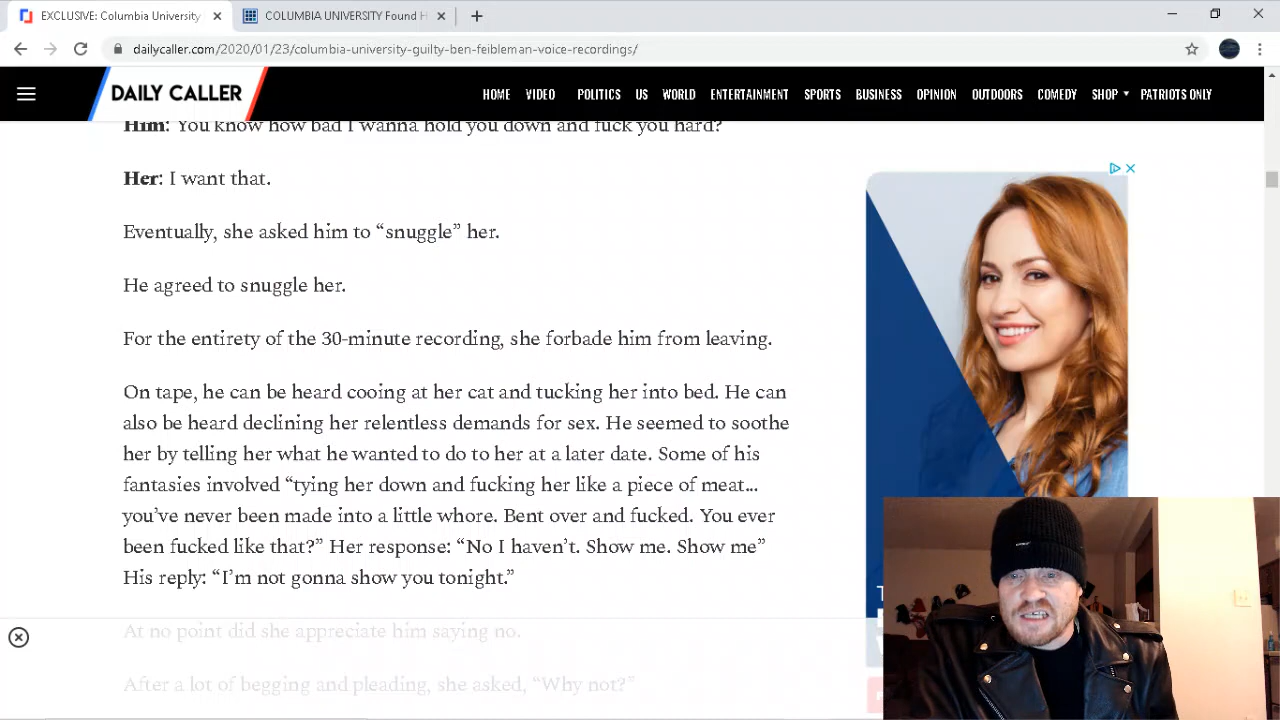 EXCLUSIVE: Columbia University
COLUMBIA UNIVERSITY Found H
dailycaller.com/2020/01/23/columbia-university-guilty-ben-feibleman-voice-recordings/
DAILY CALLER
HOME VIDEO POLITICS US WORLD ENTERTAINMENT SPORTS BUSINESS OPINION OUTDOORS COMEDY SHOP PATRIOTS ONLY
Him: You know how bad I wanna hold you down and fuck you hard?
Her: I want that.
Eventually, she asked him to “snuggle” her.
He agreed to snuggle her.
For the entirety of the 30-minute recording, she forbade him from leaving.
On tape, he can be heard cooing at her cat and tucking her into bed. He can
also be heard declining her relentless demands for sex. He seemed to soothe
her by telling her what he wanted to do to her at a later date. Some of his
fantasies involved “tying her down and fucking her like a piece of meat...
you’ve never been made into a little whore. Bent over and fucked. You ever
been fucked like that?” Her response: “No I haven’t. Show me. Show me”
His reply: “I’m not gonna show you tonight.”
At no point did she appreciate him saying no.
After a lot of begging and pleading, she asked, “Why not?”